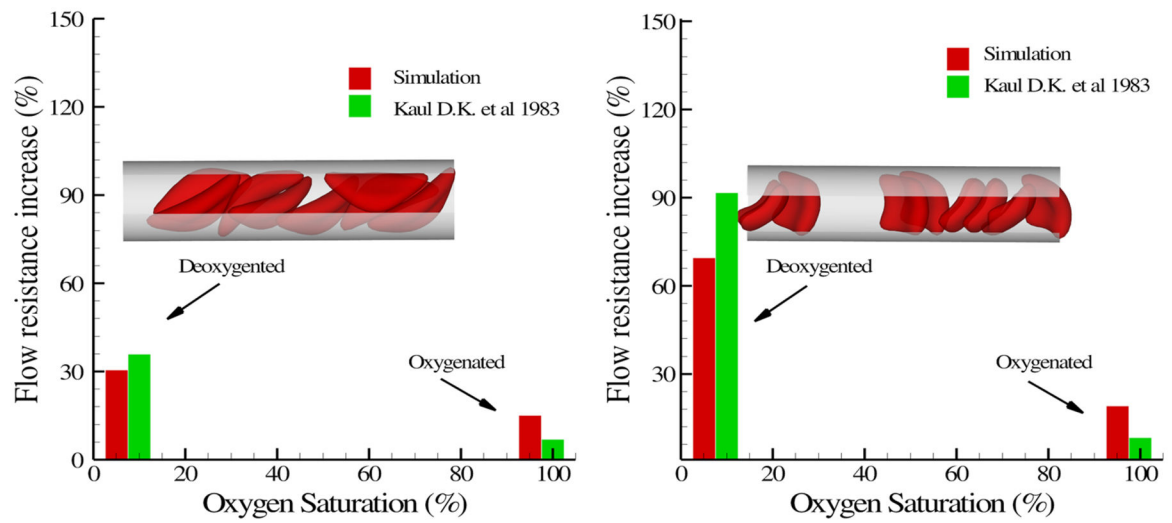 150
120
90
60
30
0
Flow resistance increase (%)
Simulation
Kaul D.K. et al 1983
Deoxygented
Oxygenated
0 20 40 60 80 100
Oxygen Saturation (%)
150
120
90
60
30
Flow resistance increase (%)
Simulation
Kaul D.K. et al 1983
Deoxygented
Oxygenated
0 20 40 60 80 100
Oxygen Saturation (%)